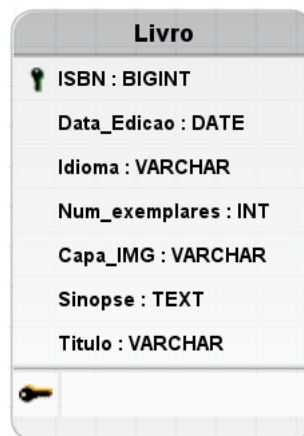 Livro
ISBN : BIGINT
Data_Edicao : DATE
Idioma : VARCHAR
Num_exemplares : INT
Capa_IMG : VARCHAR
Sinopse : TEXT
Titulo : VARCHAR